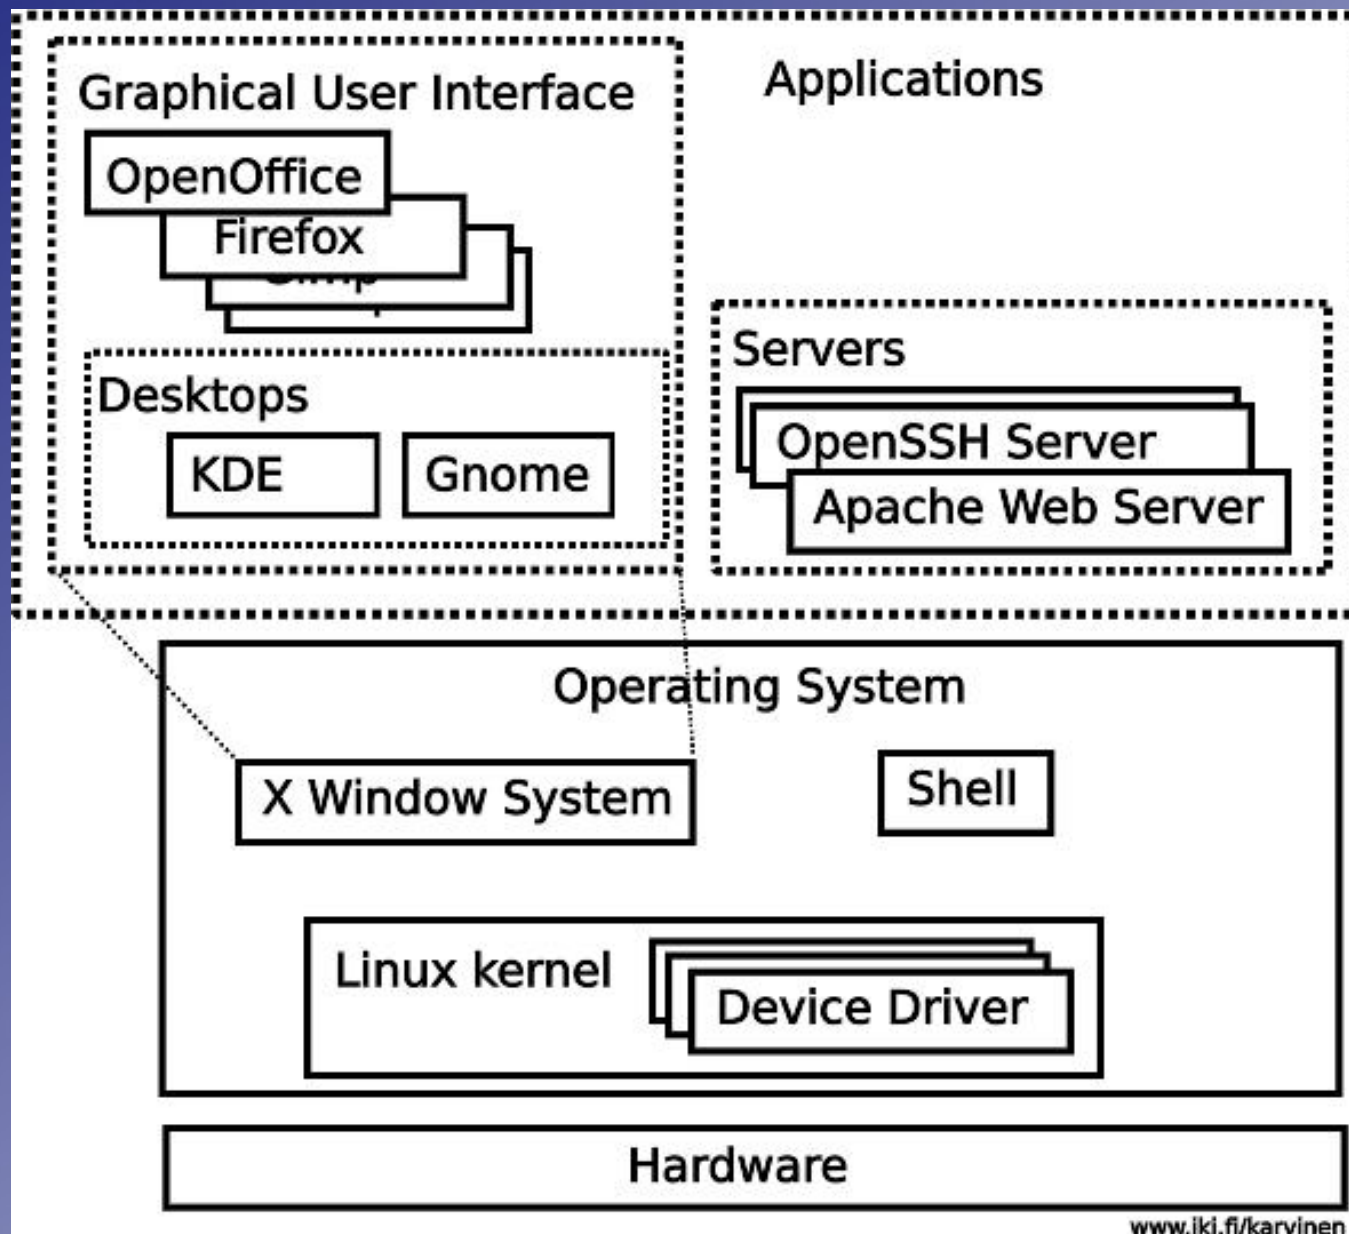 Graphical User Interface
Applications
OpenOffice
Firefox
Servers
Desktops
OpenSSH Server
KDE
Gnome
Apache Web Server
Operating System
X Window System
Shell
Linux kernel
Device Driver
Hardware
www.iki.fi/karvinen